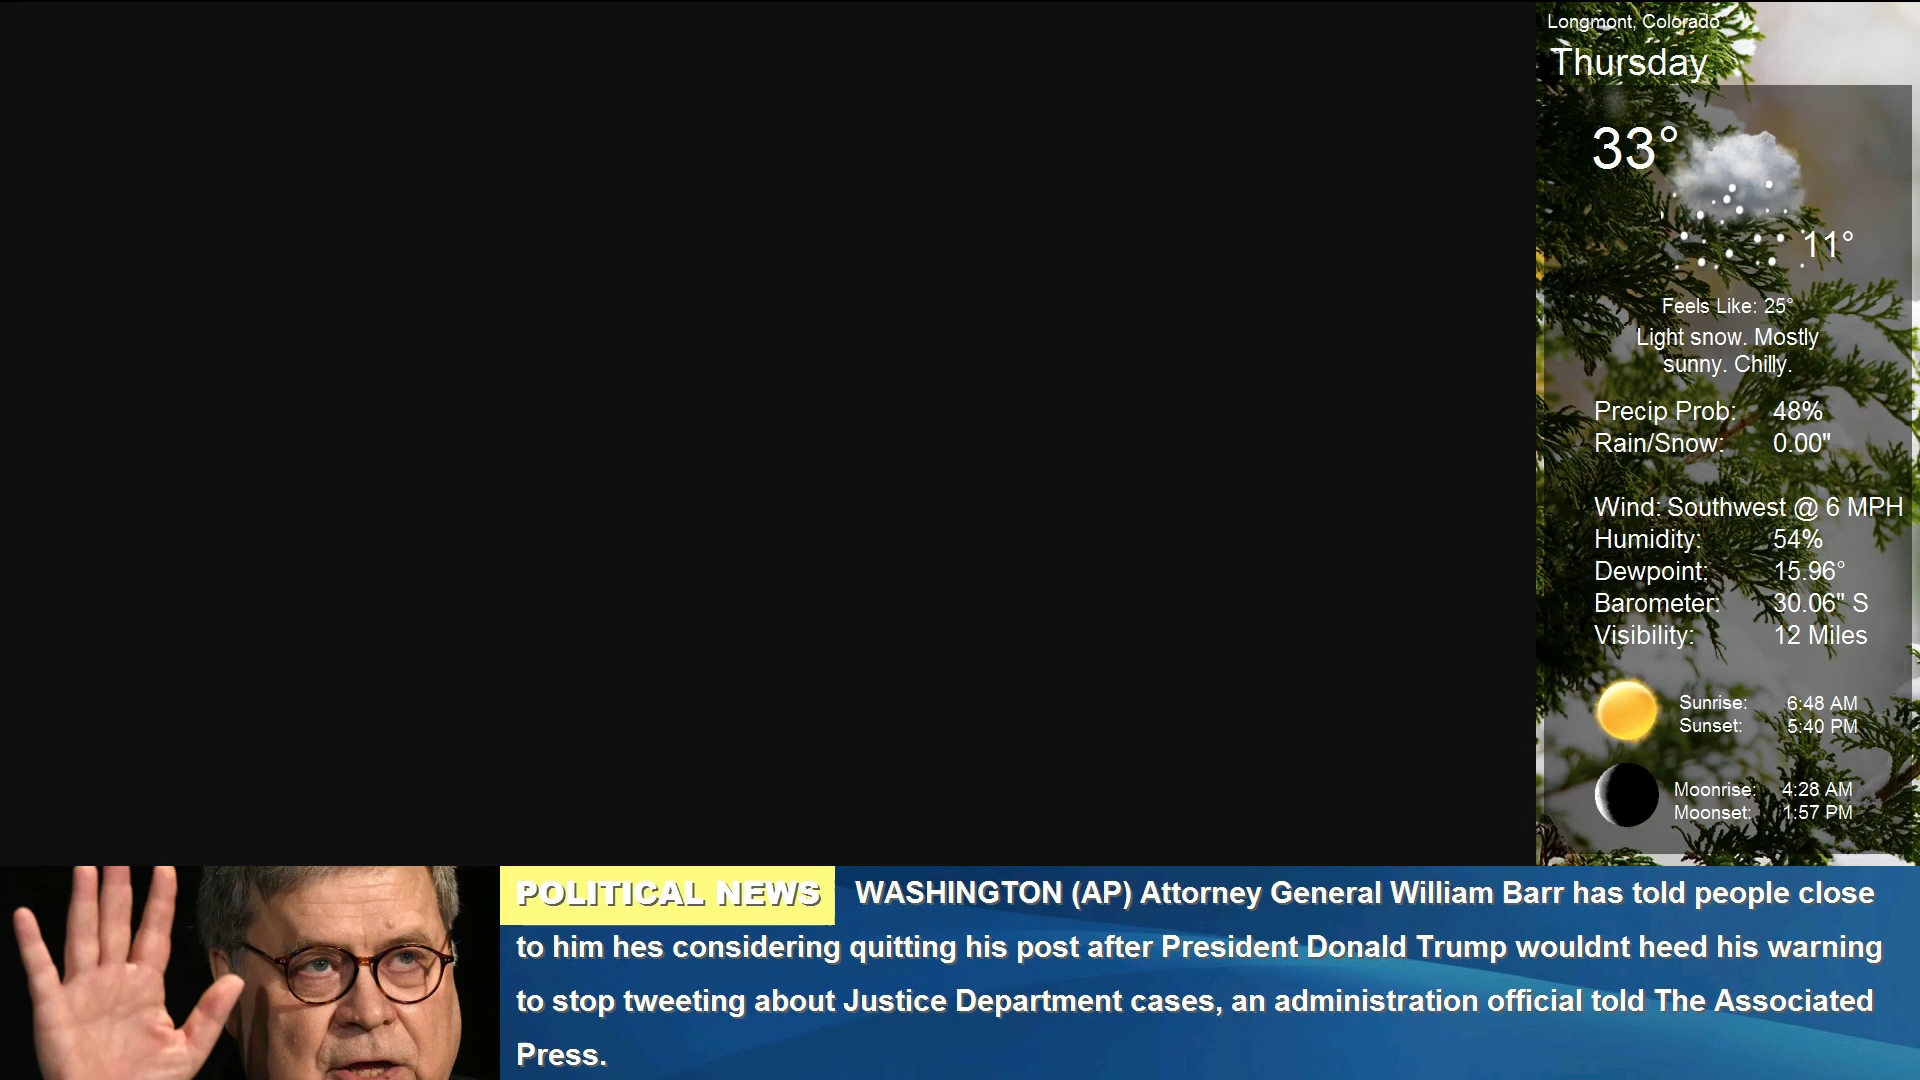 Longmont, Colorado
Thursday
33°
11°
Feels Like: 25°
Light snow. Mostly
sunny. Chilly.
Precip Prob: 48%
Rain/Snow: 0.00"
Wind: Southwest @ 6 MPH
Humidity: 54%
Dewpoint: 15.96°
Barometer: 30.06" S
Visibility: 12 Miles
Sunrise: 6:48 AM
Sunset: 5:40 PM
Moonrise: 4:28 AM
Moonset: 1:57 PM
POLITICAL NEWS WASHINGTON (AP) Attorney General William Barr has told people close
to him hes considering quitting his post after President Donald Trump wouldnt heed his warning
to stop tweeting about Justice Department cases, an administration official told The Associated
Press.